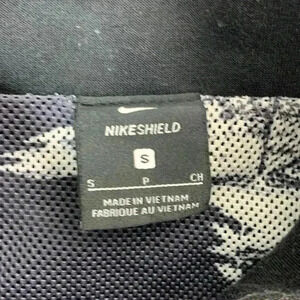 NIKESHIELD
S
S P CH
MADE IN VIETNAM
FABRIQUE AU VIETNAM